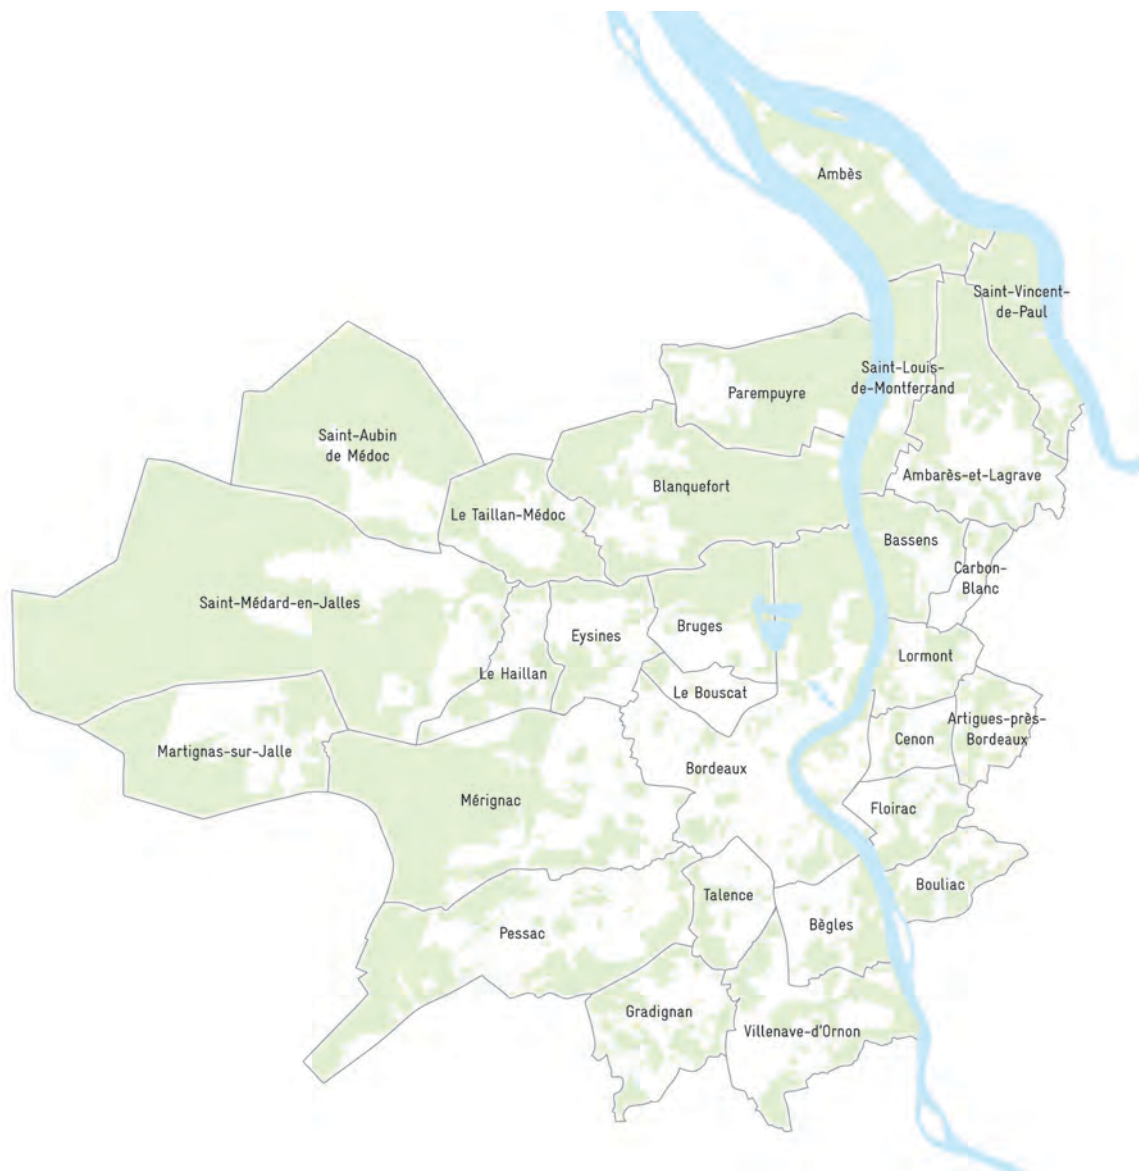 Ambès
Saint-Vincent-
de-Paul
Saint-Louis-
de-Montferrand
Parempuyre
Saint-Aubin
de Médoc
Ambarès-et-Lagrave
Blanquefort
Le Taillan-Médoc
Bassens
Carbon-
Blanc
Saint-Médard-en-Jalles
Bruges
Eysines
Lormont
Le Haillan
Le Bouscat
Artigues-près-
Bordeaux
Cenon
Martignas-sur-Jalle
Bordeaux
Mérignac
Floirac
Bouliac
Talence
Bègles
Pessac
Gradignan
Villenave-d'Ornon